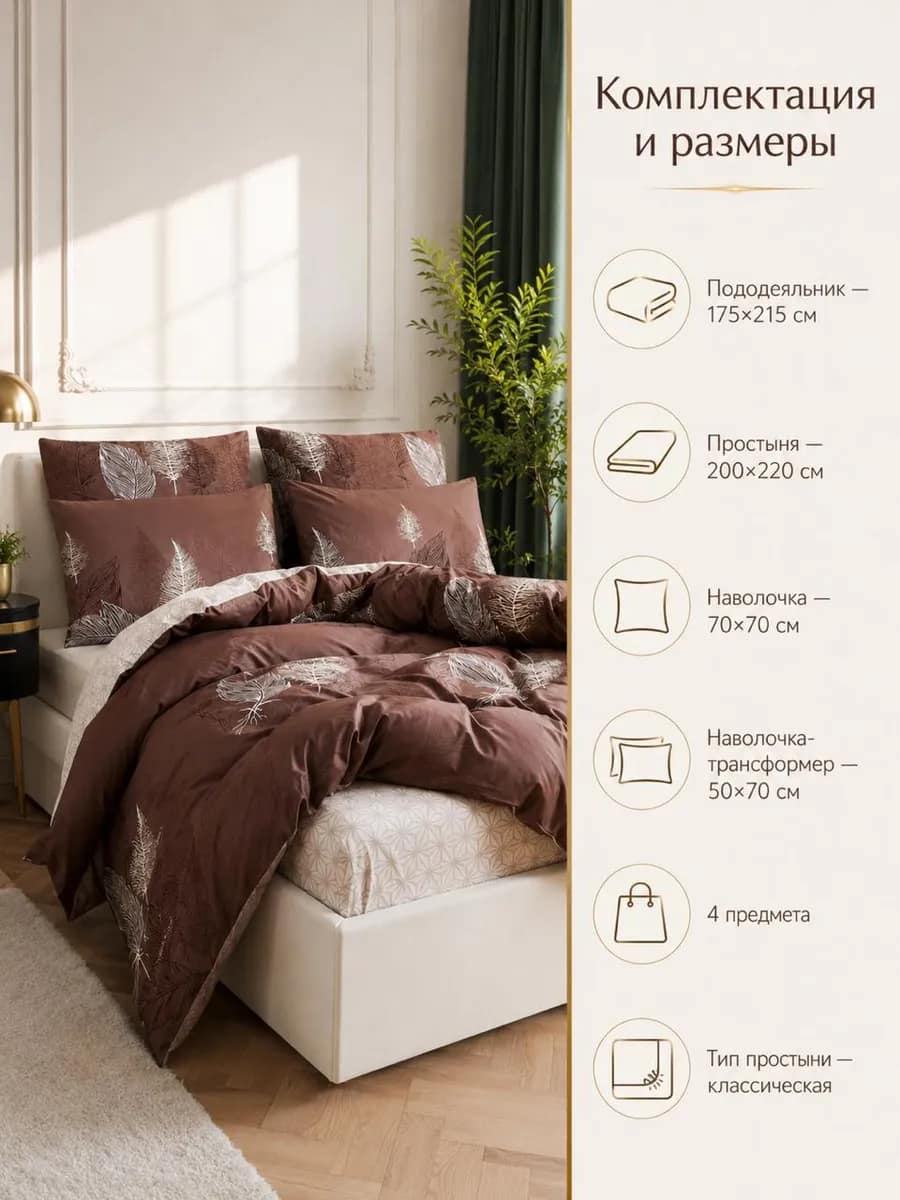 Комплектация
и размеры
Пододеяльник —
175×215 см
Простыня —
200×220 см
Наволочка —
70×70 см
Наволочка-
трансформер —
50×70 см
4 предмета
Тип простыни —
классическая